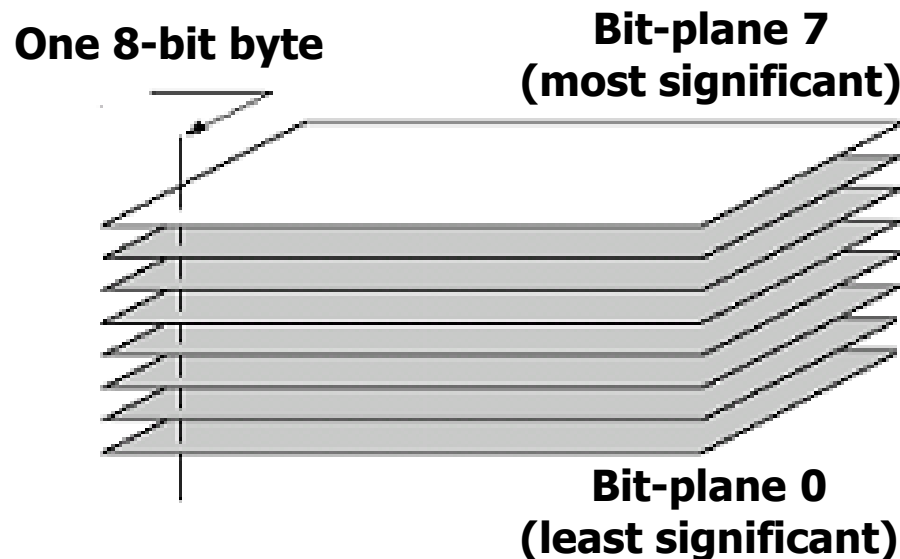 One 8-bit byte
Bit-plane 7
(most significant)
Bit-plane 0
(least significant)